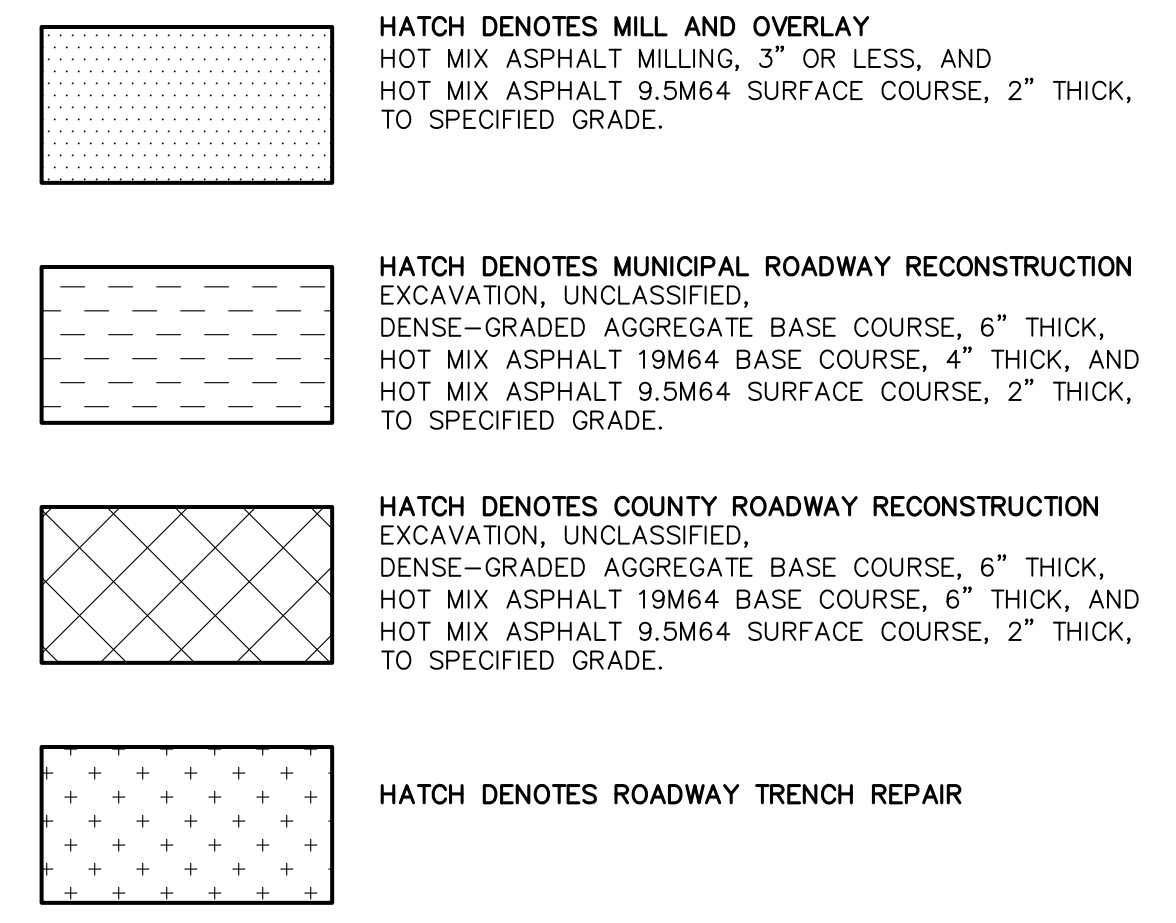 HATCH DENOTES MILL AND OVERLAY
HOT MIX ASPHALT MILLING, 3” OR LESS, AND
HOT MIX ASPHALT 9.5M64 SURFACE COURSE, 2” THICK,
TO SPECIFIED GRADE.
HATCH DENOTES MUNICIPAL ROADWAY RECONSTRUCTION
EXCAVATION, UNCLASSIFIED,
DENSE–GRADED AGGREGATE BASE COURSE, 6” THICK,
HOT MIX ASPHALT 19M64 BASE COURSE, 4” THICK, AND
HOT MIX ASPHALT 9.5M64 SURFACE COURSE, 2” THICK,
TO SPECIFIED GRADE.
HATCH DENOTES COUNTY ROADWAY RECONSTRUCTION
EXCAVATION, UNCLASSIFIED,
DENSE–GRADED AGGREGATE BASE COURSE, 6” THICK,
HOT MIX ASPHALT 19M64 BASE COURSE, 6” THICK, AND
HOT MIX ASPHALT 9.5M64 SURFACE COURSE, 2” THICK,
TO SPECIFIED GRADE.
HATCH DENOTES ROADWAY TRENCH REPAIR